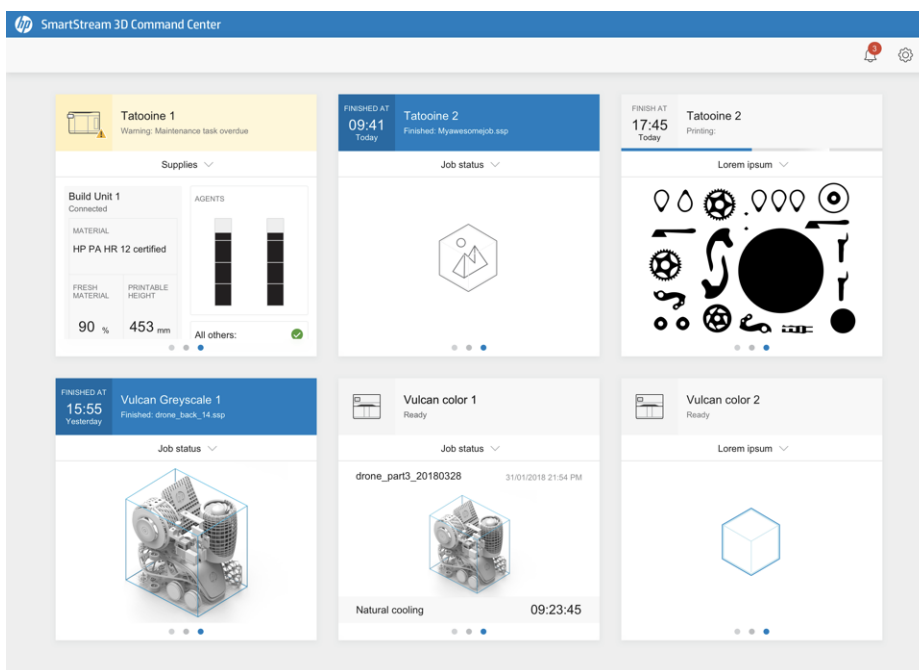 hp SmartStream 3D Command Center
3
Tatooine 1
Warning: Maintenance task overdue
Supplies
Build Unit 1
Connected
MATERIAL
HP PA HR 12 certified
FRESH MATERIAL
90 %
PRINTABLE HEIGHT
453 mm
AGENTS
All others:
FINISHED AT
09:41
Today
Tatooine 2
Finished: Myawesomejob.ssp
Job status
FINISH AT
17:45
Today
Tatooine 2
Printing:
Lorem ipsum
FINISHED AT
15:55
Yesterday
Vulcan Greyscale 1
Finished: drone_back_14.ssp
Job status
Vulcan color 1
Ready
Job status
drone_part3_20180328
31/01/2018 21:54 PM
Natural cooling
09:23:45
Vulcan color 2
Ready
Lorem ipsum